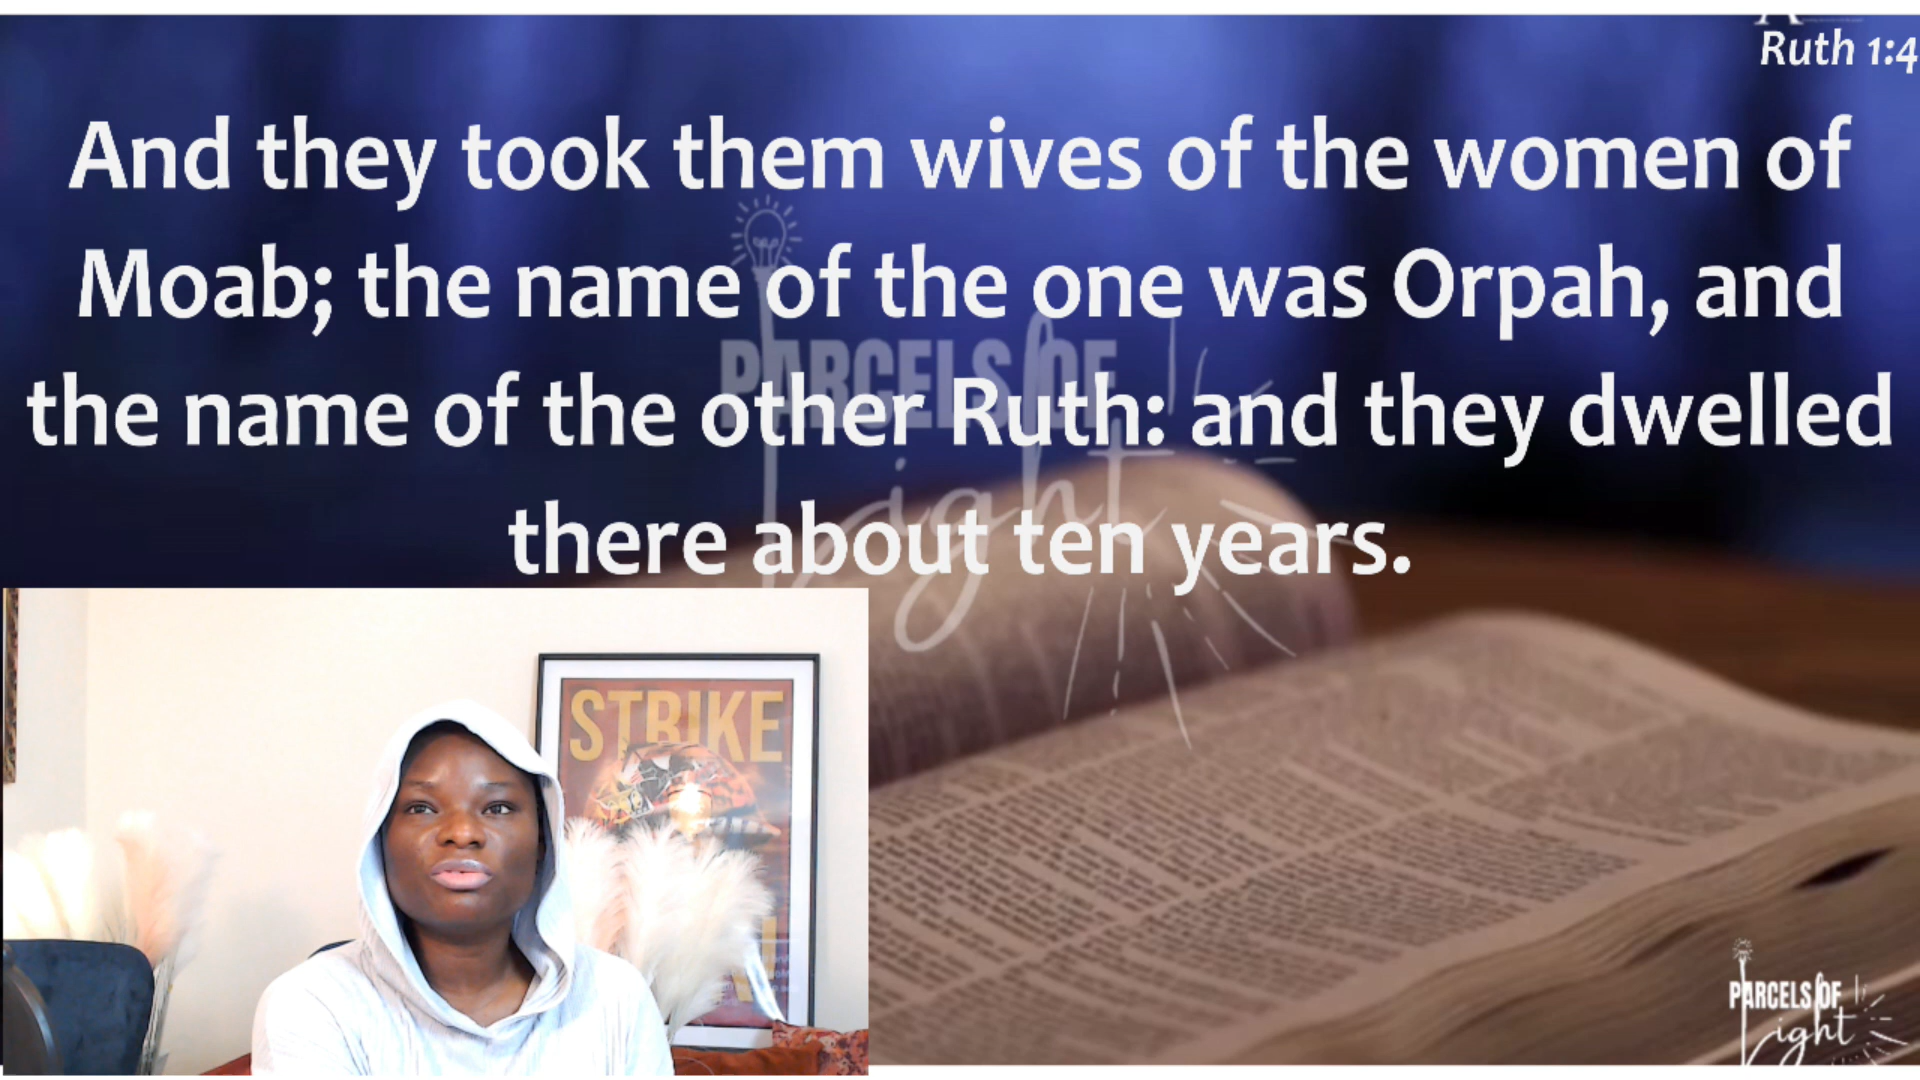 Ruth 1:4
And they took them wives of the women of
Moab; the name of the one was Orpah, and
the name of the other Ruth: and they dwelled
there about ten years.
PARCELS OF
Light
STRIKE
PARCELS OF
Light